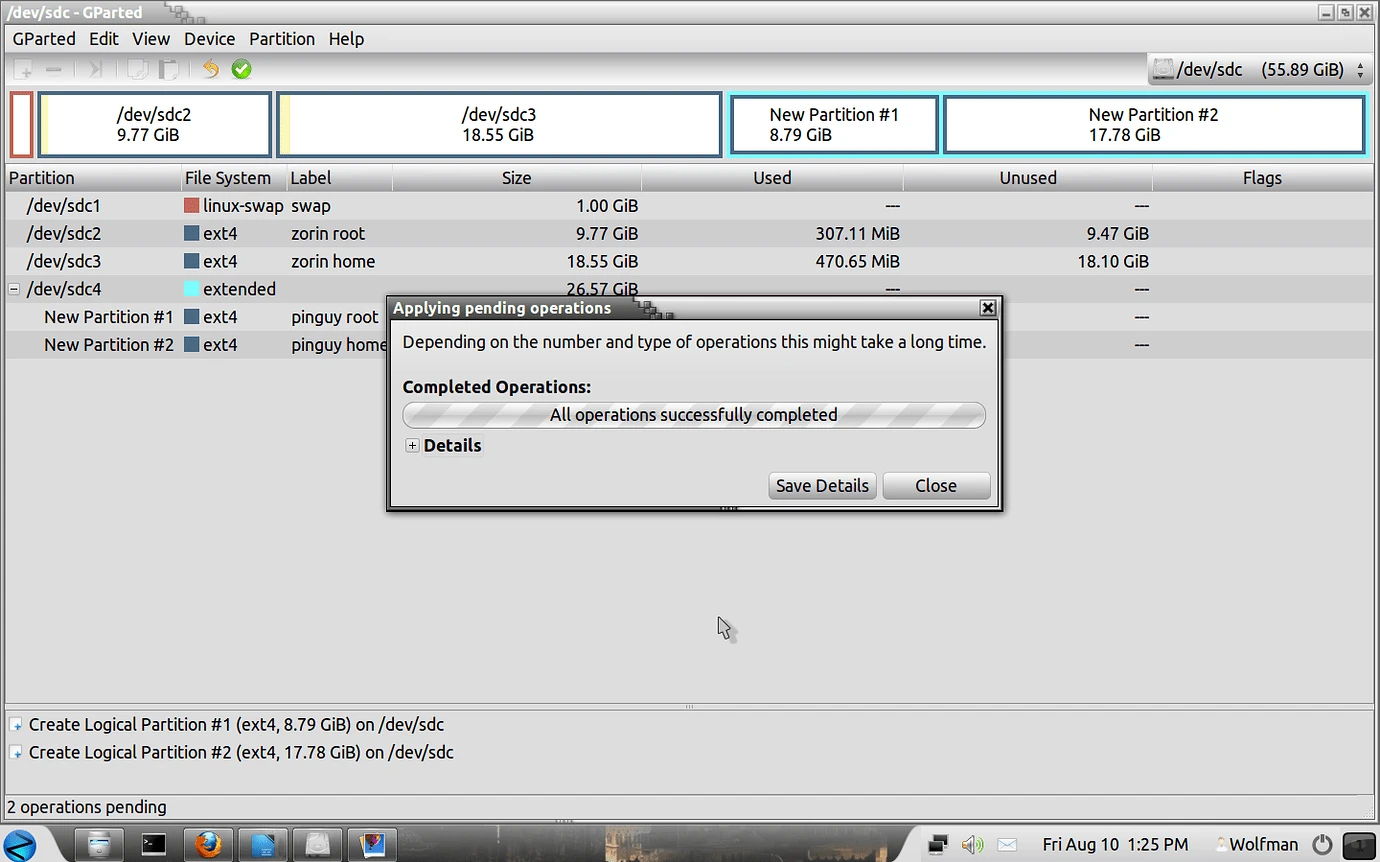 /dev/sdc - GParted
GParted Edit View Device Partition Help
/dev/sdc (55.89 GiB)
/dev/sdc2
9.77 GiB
/dev/sdc3
18.55 GiB
New Partition #1
8.79 GiB
New Partition #2
17.78 GiB
Partition File System Label Size Used Unused Flags
/dev/sdc1 linux-swap swap 1.00 GiB --- ---
/dev/sdc2 ext4 zorin root 9.77 GiB 307.11 MiB 9.47 GiB
/dev/sdc3 ext4 zorin home 18.55 GiB 470.65 MiB 18.10 GiB
/dev/sdc4 extended 26.57 GiB --- ---
New Partition #1 ext4 pinguy root ---
New Partition #2 ext4 pinguy home ---
Applying pending operations
Depending on the number and type of operations this might take a long time.
Completed Operations:
All operations successfully completed
Details
Save Details Close
Create Logical Partition #1 (ext4, 8.79 GiB) on /dev/sdc
Create Logical Partition #2 (ext4, 17.78 GiB) on /dev/sdc
2 operations pending
Fri Aug 10 1:25 PM Wolfman